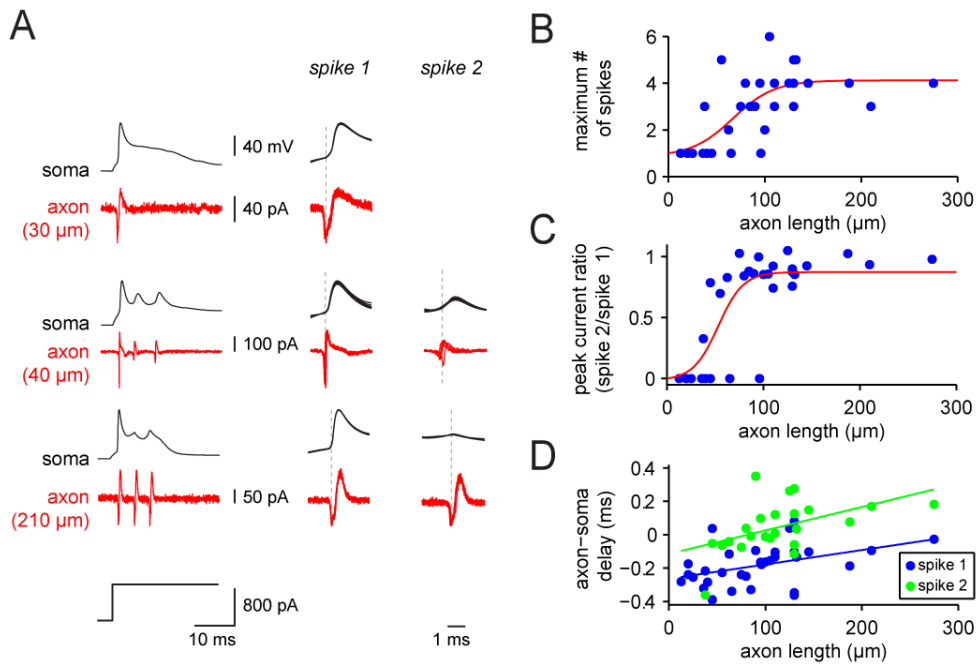 A
spike 1
spike 2
soma
40 mV
axon
(30 µm)
40 pA
soma
axon
(40 µm)
100 pA
soma
axon
(210 µm)
50 pA
800 pA
10 ms
1 ms
B
maximum #
of spikes
6
4
2
0
0
100
200
300
axon length (µm)
C
peak current ratio
(spike 2/spike 1)
1
0.5
0
0
100
200
300
axon length (µm)
D
axon−soma
delay (ms)
0.4
0.2
0
−0.2
−0.4
0
100
200
300
axon length (µm)
spike 1
spike 2